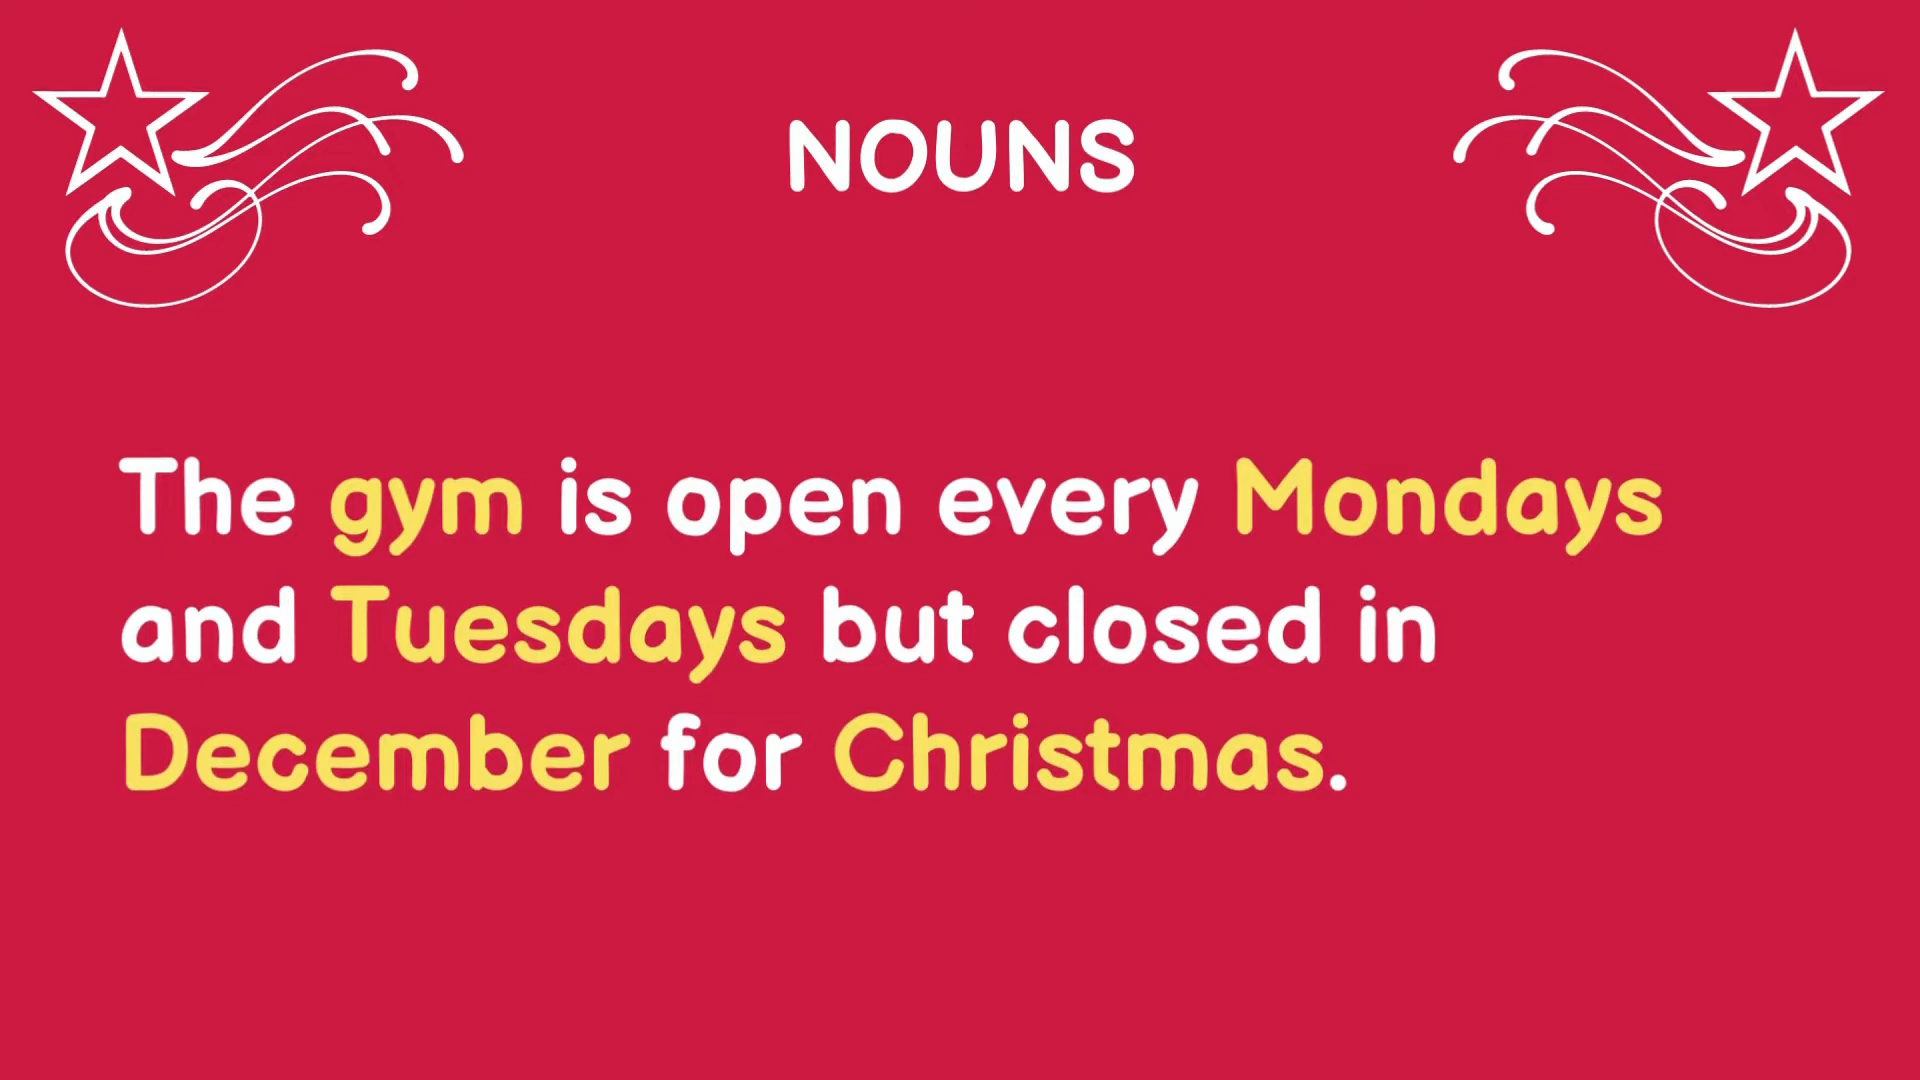 NOUNS
The gym is open every Mondays
and Tuesdays but closed in
December for Christmas.